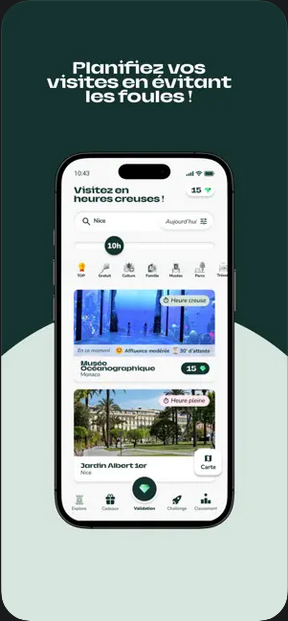 Planifiez vos
visites en évitant
les foules !
10:43
Visitez en
heures creuses !
15
Nice
Aujourd'hui
10h
TOP
Gratuit
Culture
Famille
Musées
Parcs
Heure creuse
En ce moment
Affluence modérée
30' d'attente
Musée
Océanographique
Monaco
15
Heure pleine
Jardin Albert 1er
Nice
Carte
Explore
Cadeaux
Validation
Challenge
Classement